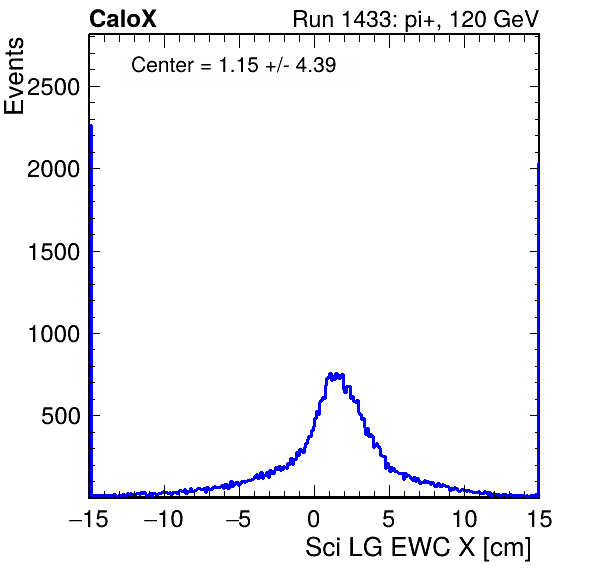 CaloX
Run 1433: pi+, 120 GeV
Events
Center = 1.15 +/- 4.39
2500
2000
1500
1000
500
−15
−10
−5
0
5
10
15
Sci LG EWC X [cm]